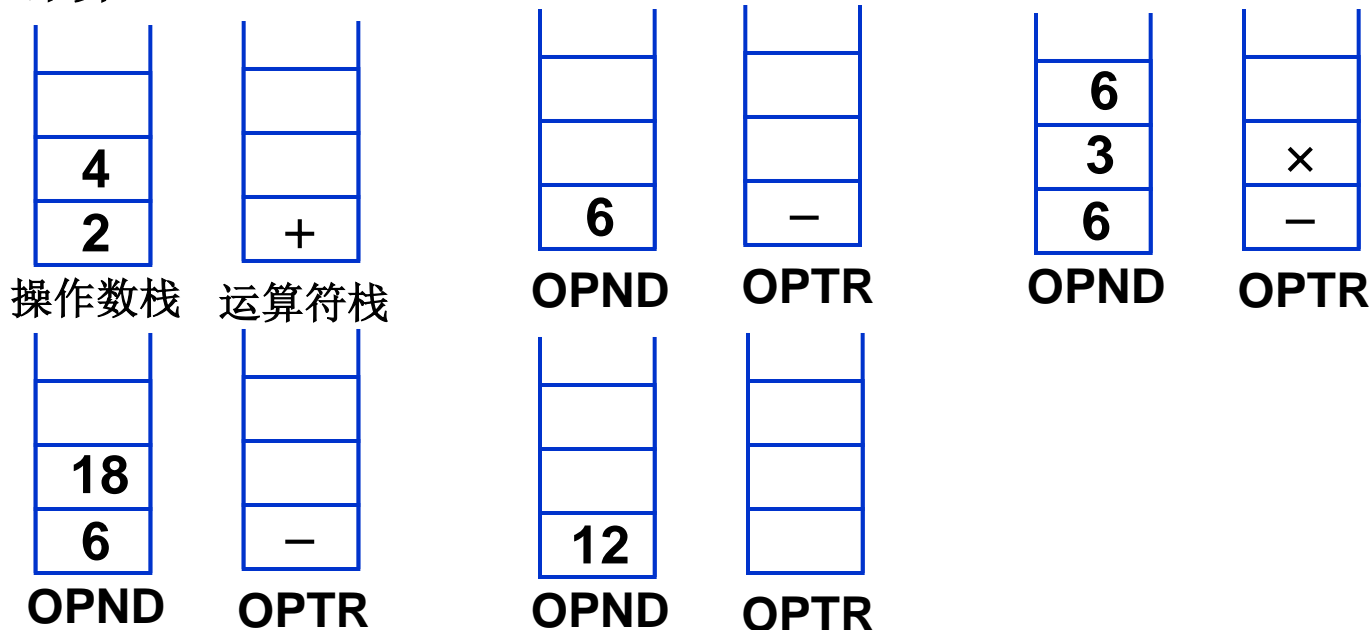 6
4 3 ×
2 + 6 – 6 –
操作数栈 运算符栈 OPND OPTR OPND OPTR
18
6 – 12
OPND OPTR OPND OPTR